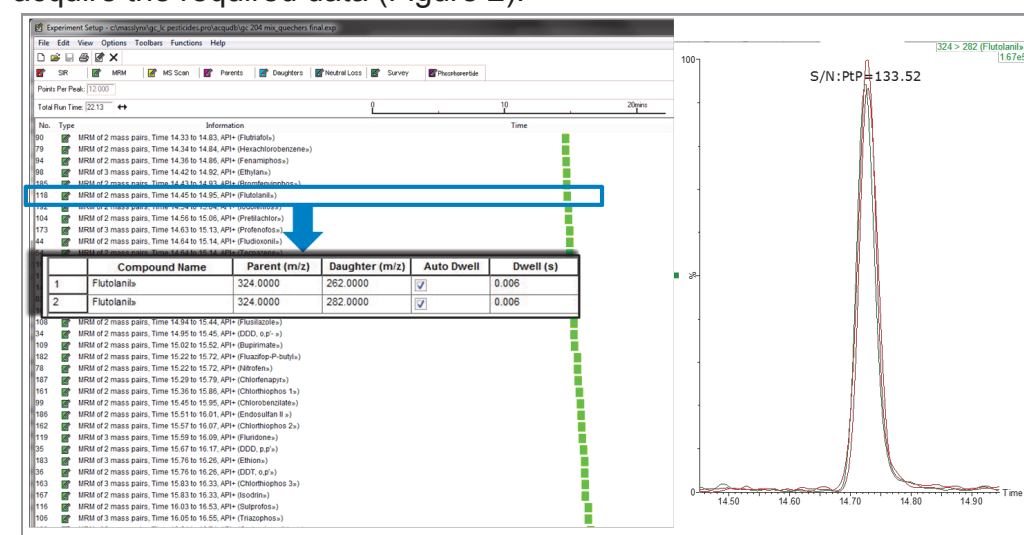 acquire the required data (Figure 2).
Experiment Setup - c:\masslynx\gc_lc pesticides.pro\acqudb\gc 204 mix_quechers final.exp
File Edit View Options Toolbars Functions Help
SIR MRM MS Scan Parents Daughters Neutral Loss Survey
Points Per Peak: 12.000
Total Run Time: 22.13 0 10 20mins
No. Type Information Time
90 MRM of 2 mass pairs, Time 14.33 to 14.83, API+ (Flutriafol»)
79 MRM of 2 mass pairs, Time 14.34 to 14.84, API+ (Hexachlorobenzene»)
94 MRM of 2 mass pairs, Time 14.36 to 14.86, API+ (Fenamiphos»)
98 MRM of 3 mass pairs, Time 14.42 to 14.92, API+ (Ethylan»)
185 MRM of 2 mass pairs, Time 14.43 to 14.93, API+ (Bromfenvinphos»)
118 MRM of 2 mass pairs, Time 14.45 to 14.95, API+ (Flutolanil»)
104 MRM of 2 mass pairs, Time 14.56 to 15.06, API+ (Pretilachlor»)
173 MRM of 3 mass pairs, Time 14.63 to 15.13, API+ (Profenofos»)
44 MRM of 2 mass pairs, Time 14.64 to 15.14, API+ (Fludioxonil»)
Compound Name Parent (m/z) Daughter (m/z) Auto Dwell Dwell (s)
1 Flutolanil» 324.0000 262.0000 0.006
2 Flutolanil» 324.0000 282.0000 0.006
108 MRM of 2 mass pairs, Time 14.94 to 15.44, API+ (Flusilazole»)
34 MRM of 2 mass pairs, Time 14.95 to 15.45, API+ (DDD, o,p'- »)
109 MRM of 2 mass pairs, Time 15.02 to 15.52, API+ (Bupirimate»)
182 MRM of 2 mass pairs, Time 15.22 to 15.72, API+ (Fluazifop-P-butyl»)
78 MRM of 2 mass pairs, Time 15.22 to 15.72, API+ (Nitrofen»)
187 MRM of 2 mass pairs, Time 15.29 to 15.79, API+ (Chlorfenapyr»)
161 MRM of 2 mass pairs, Time 15.36 to 15.86, API+ (Chlorthiophos 1»)
99 MRM of 2 mass pairs, Time 15.45 to 15.95, API+ (Chlorobenzilate»)
186 MRM of 2 mass pairs, Time 15.51 to 16.01, API+ (Endosulfan II »)
162 MRM of 2 mass pairs, Time 15.57 to 16.07, API+ (Chlorthiophos 2»)
119 MRM of 3 mass pairs, Time 15.59 to 16.09, API+ (Fluridone»)
35 MRM of 2 mass pairs, Time 15.67 to 16.17, API+ (DDD, p,p'»)
183 MRM of 3 mass pairs, Time 15.76 to 16.26, API+ (Ethion»)
36 MRM of 2 mass pairs, Time 15.76 to 16.26, API+ (DDT, o,p'»)
163 MRM of 3 mass pairs, Time 15.83 to 16.33, API+ (Chlorthiophos 3»)
167 MRM of 2 mass pairs, Time 15.83 to 16.33, API+ (Isodrin»)
116 MRM of 2 mass pairs, Time 16.03 to 16.53, API+ (Sulprofos»)
106 MRM of 3 mass pairs, Time 16.05 to 16.55, API+ (Triazophos»)
324 > 282 (Flutolanil»
1.67e5
S/N:PtP=133.52
100
%
0
14.50 14.60 14.70 14.80 14.90 Time